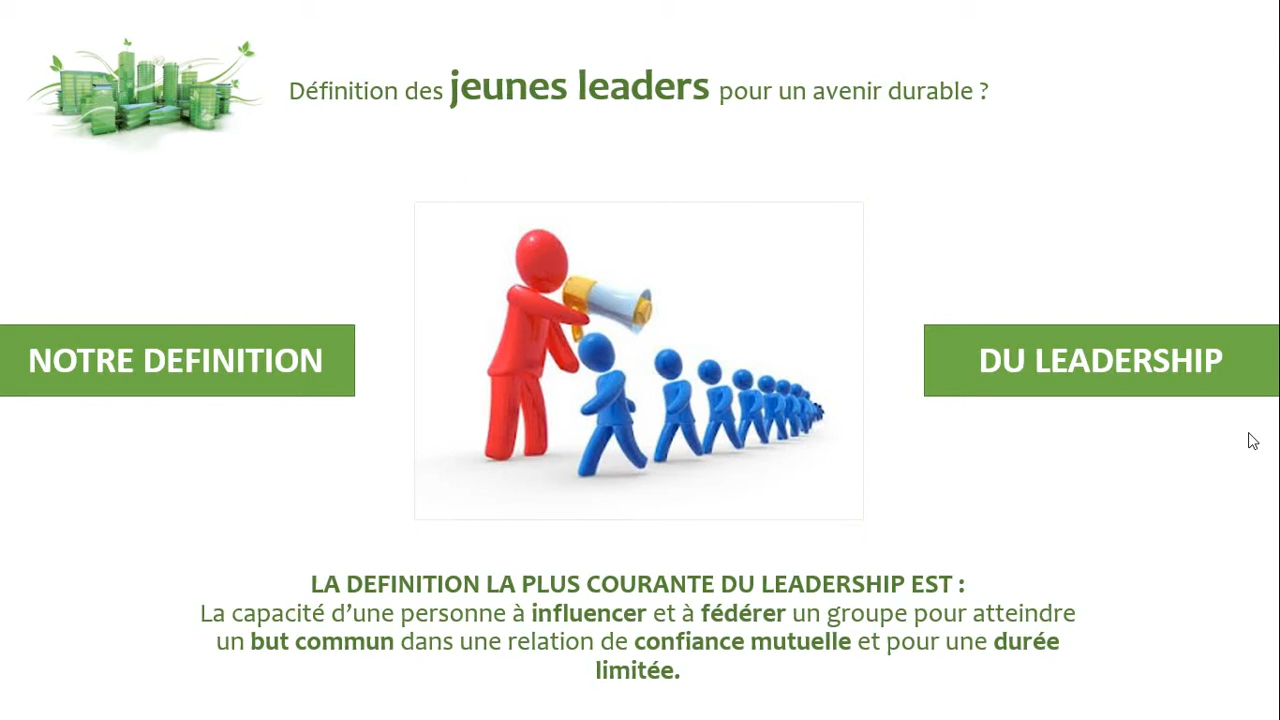 Définition des jeunes leaders pour un avenir durable ?
NOTRE DEFINITION
DU LEADERSHIP
LA DEFINITION LA PLUS COURANTE DU LEADERSHIP EST :
La capacité d’une personne à influencer et à fédérer un groupe pour atteindre
un but commun dans une relation de confiance mutuelle et pour une durée
limitée.